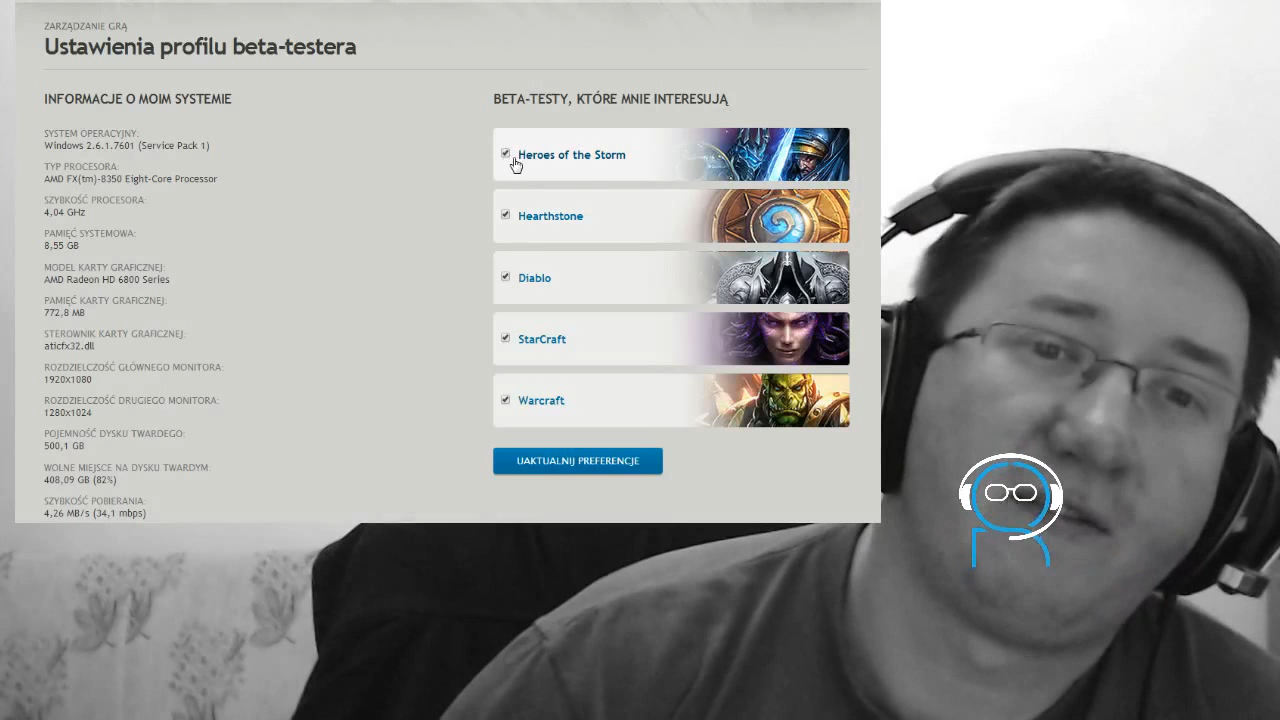 ZARZĄDZANIE GRĄ
Ustawienia profilu beta-testera
INFORMACJE O MOIM SYSTEMIE
SYSTEM OPERACYJNY:
Windows 2.6.1.7601 (Service Pack 1)
TYP PROCESORA:
AMD FX(tm)-8350 Eight-Core Processor
SZYBKOŚĆ PROCESORA:
4,04 GHz
PAMIĘĆ SYSTEMOWA:
8,55 GB
MODEL KARTY GRAFICZNEJ:
AMD Radeon HD 6800 Series
PAMIĘĆ KARTY GRAFICZNEJ:
772,8 MB
STEROWNIK KARTY GRAFICZNEJ:
aticfx32.dll
ROZDZIELCZOŚĆ GŁÓWNEGO MONITORA:
1920x1080
ROZDZIELCZOŚĆ DRUGIEGO MONITORA:
1280x1024
POJEMNOŚĆ DYSKU TWARDEGO:
500,1 GB
WOLNE MIEJSCE NA DYSKU TWARDYM:
408,09 GB (82%)
SZYBKOŚĆ POBIERANIA:
4,26 MB/s (34,1 mbps)
BETA-TESTY, KTÓRE MNIE INTERESUJĄ
Heroes of the Storm
Hearthstone
Diablo
StarCraft
Warcraft
UAKTUALNIJ PREFERENCJE